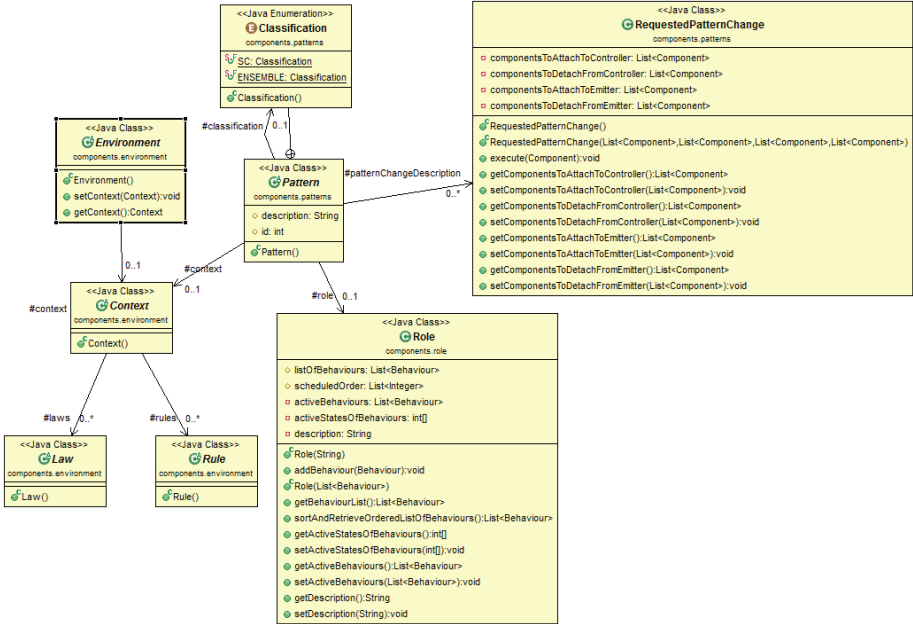 <<Java Enumeration>>
Classification
components.patterns
SC: Classification
ENSEMBLE: Classification
Classification()
<<Java Class>>
RequestedPatternChange
components.patterns
componentsToAttachToController: List<Component>
componentsToDetachFromController: List<Component>
componentsToAttachToEmitter: List<Component>
componentsToDetachFromEmitter: List<Component>
RequestedPatternChange()
RequestedPatternChange(List<Component>,List<Component>,List<Component>,List<Component>)
execute(Component):void
getComponentsToAttachToController():List<Component>
setComponentsToAttachToController(List<Component>):void
getComponentsToDetachFromController():List<Component>
setComponentsToDetachFromController(List<Component>):void
getComponentsToAttachToEmitter():List<Component>
setComponentsToAttachToEmitter(List<Component>):void
getComponentsToDetachFromEmitter():List<Component>
setComponentsToDetachFromEmitter(List<Component>):void
#classification 0..1
<<Java Class>>
Environment
components.environment
Environment()
setContext(Context):void
getContext():Context
<<Java Class>>
Pattern
components.patterns
description: String
id: int
Pattern()
#patternChangeDescription
0..*
0..1
#context
#context
0..1
#role 0..1
<<Java Class>>
Context
components.environment
Context()
#laws 0..*
#rules 0..*
<<Java Class>>
Law
components.environment
Law()
<<Java Class>>
Rule
components.environment
Rule()
<<Java Class>>
Role
components.role
listOfBehaviours: List<Behaviour>
scheduledOrder: List<Integer>
activeBehaviours: List<Behaviour>
activeStatesOfBehaviours: int[]
description: String
Role(String)
addBehaviour(Behaviour):void
Role(List<Behaviour>)
getBehaviourList():List<Behaviour>
sortAndRetrieveOrderedListOfBehaviours():List<Behaviour>
getActiveStatesOfBehaviours():int[]
setActiveStatesOfBehaviours(int[]):void
getActiveBehaviours():List<Behaviour>
setActiveBehaviours(List<Behaviour>):void
getDescription():String
setDescription(String):void